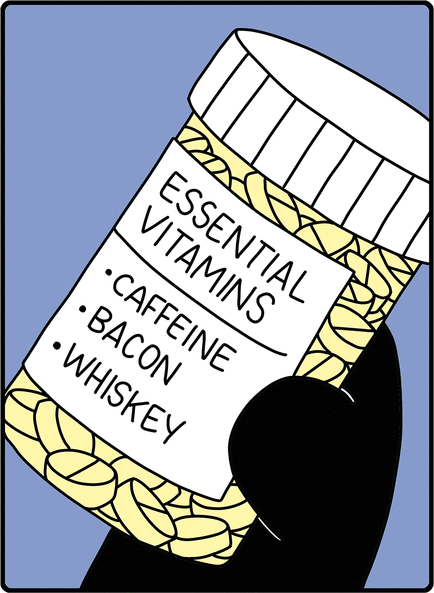 ESSENTIAL
VITAMINS
•CAFFEINE
•BACON
•WHISKEY